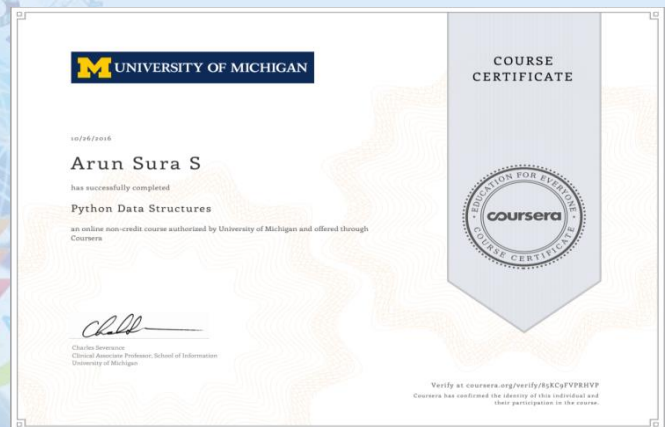 UNIVERSITY OF MICHIGAN
COURSE
CERTIFICATE
10/26/2016
Arun Sura S
has successfully completed
Python Data Structures
an online non-credit course authorized by University of Michigan and offered through
Coursera
EDUCATION FOR EVERYONE
coursera
COURSE CERTIFICATE
Charles Severance
Clinical Associate Professor, School of Information
University of Michigan
Verify at coursera.org/verify/85KC9FVPRHVP
Coursera has confirmed the identity of this individual and
their participation in the course.